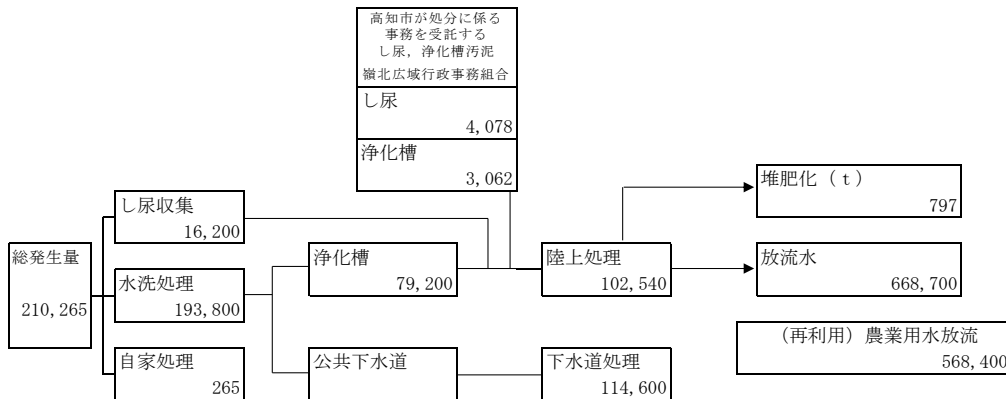 高知市が処分に係る
事務を受託する
し尿，浄化槽汚泥
嶺北広域行政事務組合
し尿
4,078
浄化槽
3,062
し尿収集
16,200
総発生量
210,265
水洗処理
193,800
自家処理
265
浄化槽
79,200
公共下水道
陸上処理
102,540
下水道処理
114,600
堆肥化（ｔ）
797
放流水
668,700
（再利用）農業用水放流
568,400